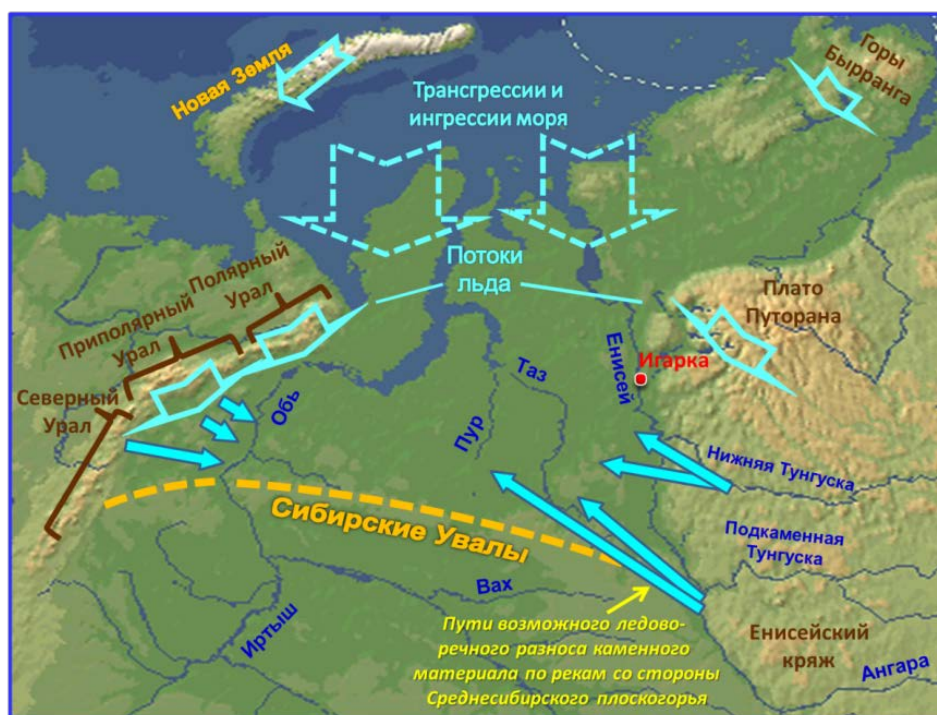 Новая Земля
Горы
Бырранга
Трансгрессии и
ингрессии моря
Потоки
льда
Полярный
Урал
Приполярный
Урал
Северный
Урал
Плато
Путорана
Игарка
Енисей
Таз
Пур
Обь
Нижняя Тунгуска
Сибирские Увалы
Подкаменная
Тунгуска
Вах
Иртыш
Пути возможного ледово-
речного разноса каменного
материала по рекам со стороны
Среднесибирского плоскогорья
Енисейский
кряж
Ангара